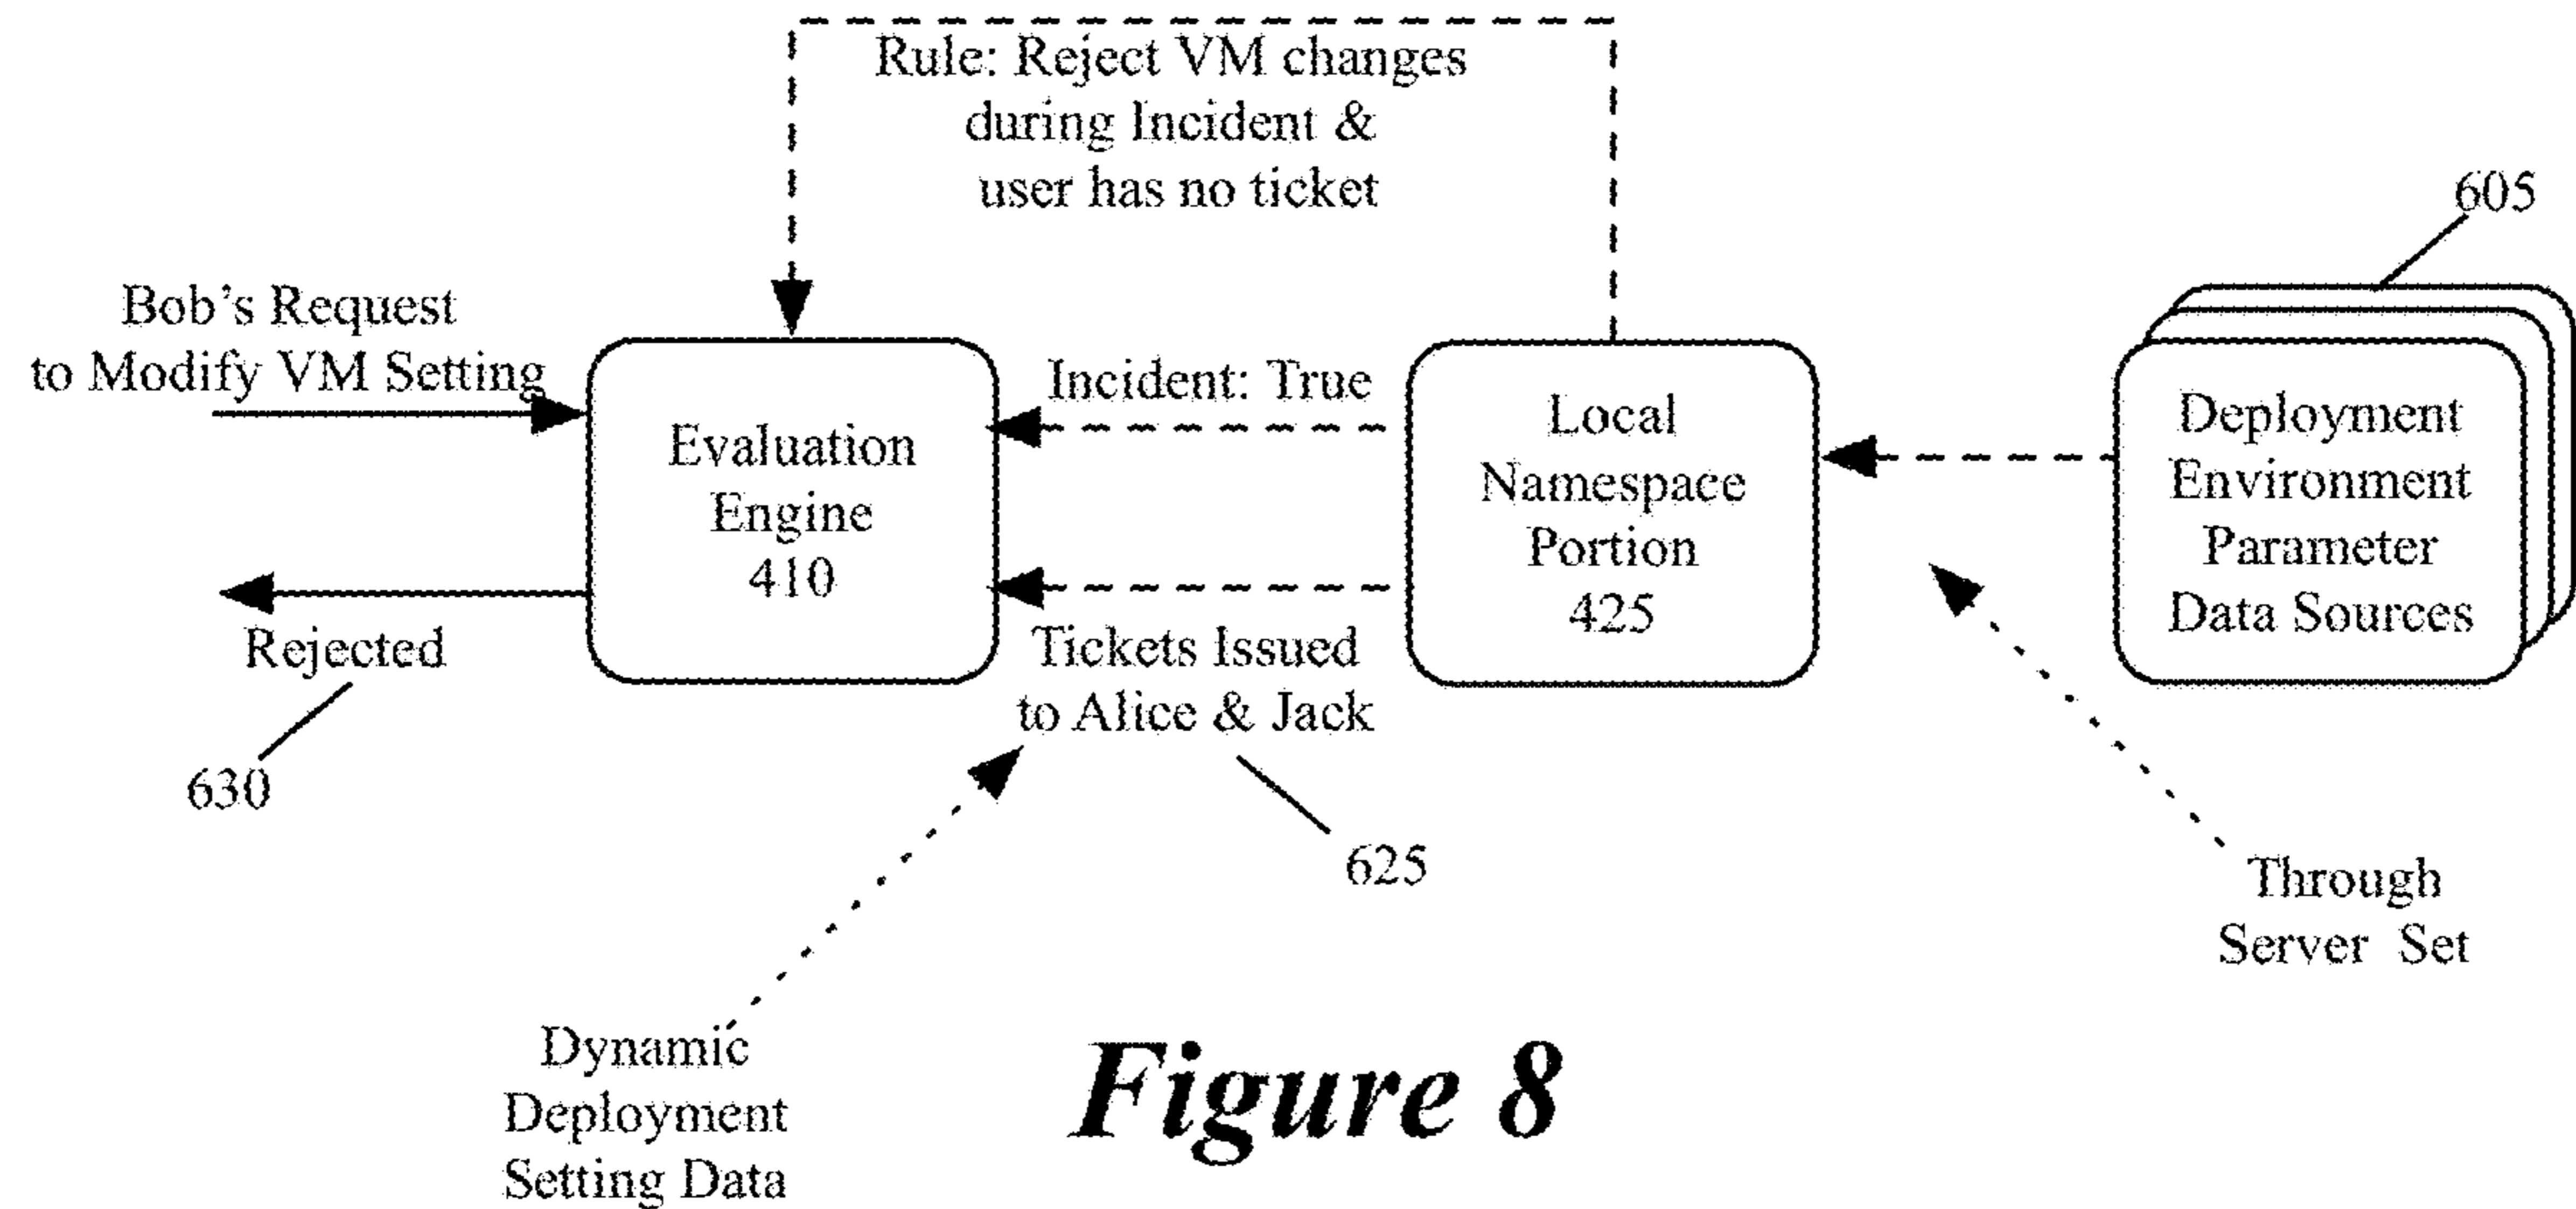 Rule: Reject VM changes
during Incident &
user has no ticket
605
Bob's Request
to Modify VM Setting
Evaluation
Engine
410
Incident: True
Local
Namespace
Portion
425
Deployment
Environment
Parameter
Data Sources
Rejected
630
Tickets Issued
to Alice & Jack
625
Through
Server Set
Dynamic
Deployment
Setting Data
Figure 8